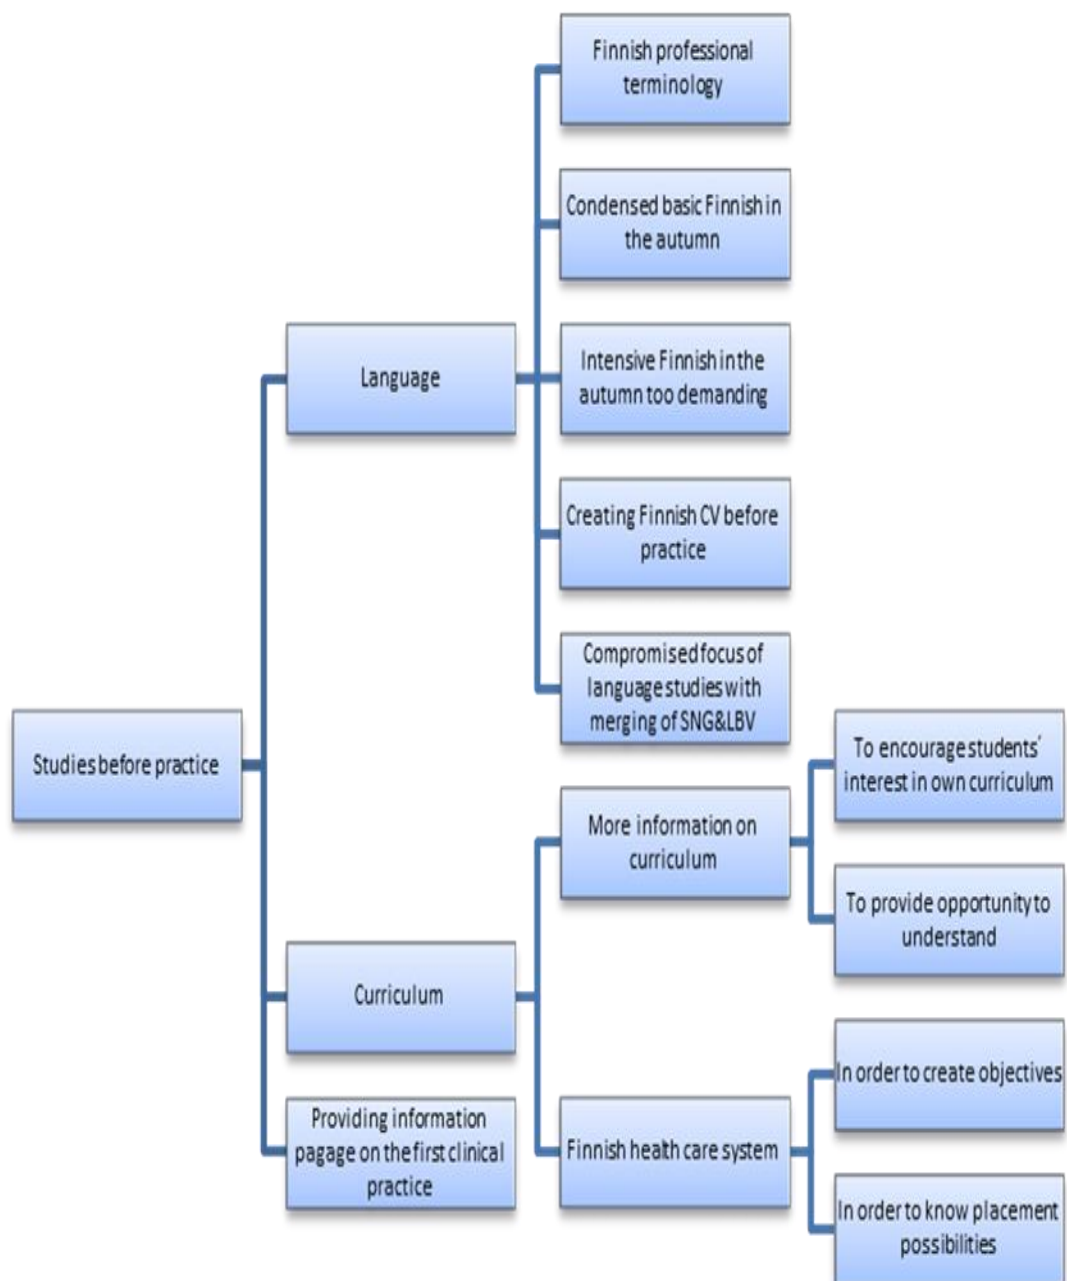 Finnish professional
terminology
Condensed basic Finnish in
the autumn
Language
Intensive Finnish in the
autumn too demanding
Creating Finnish CV before
practice
Compromised focus of
language studies with
merging of SNG&LBV
Studies before practice
To encourage students´
interest in own curriculum
More information on
curriculum
To provide opportunity to
understand
Curriculum
In order to create objectives
Providing information
pagage on the first clinical
practice
Finnish health care system
In order to know placement
possibilities